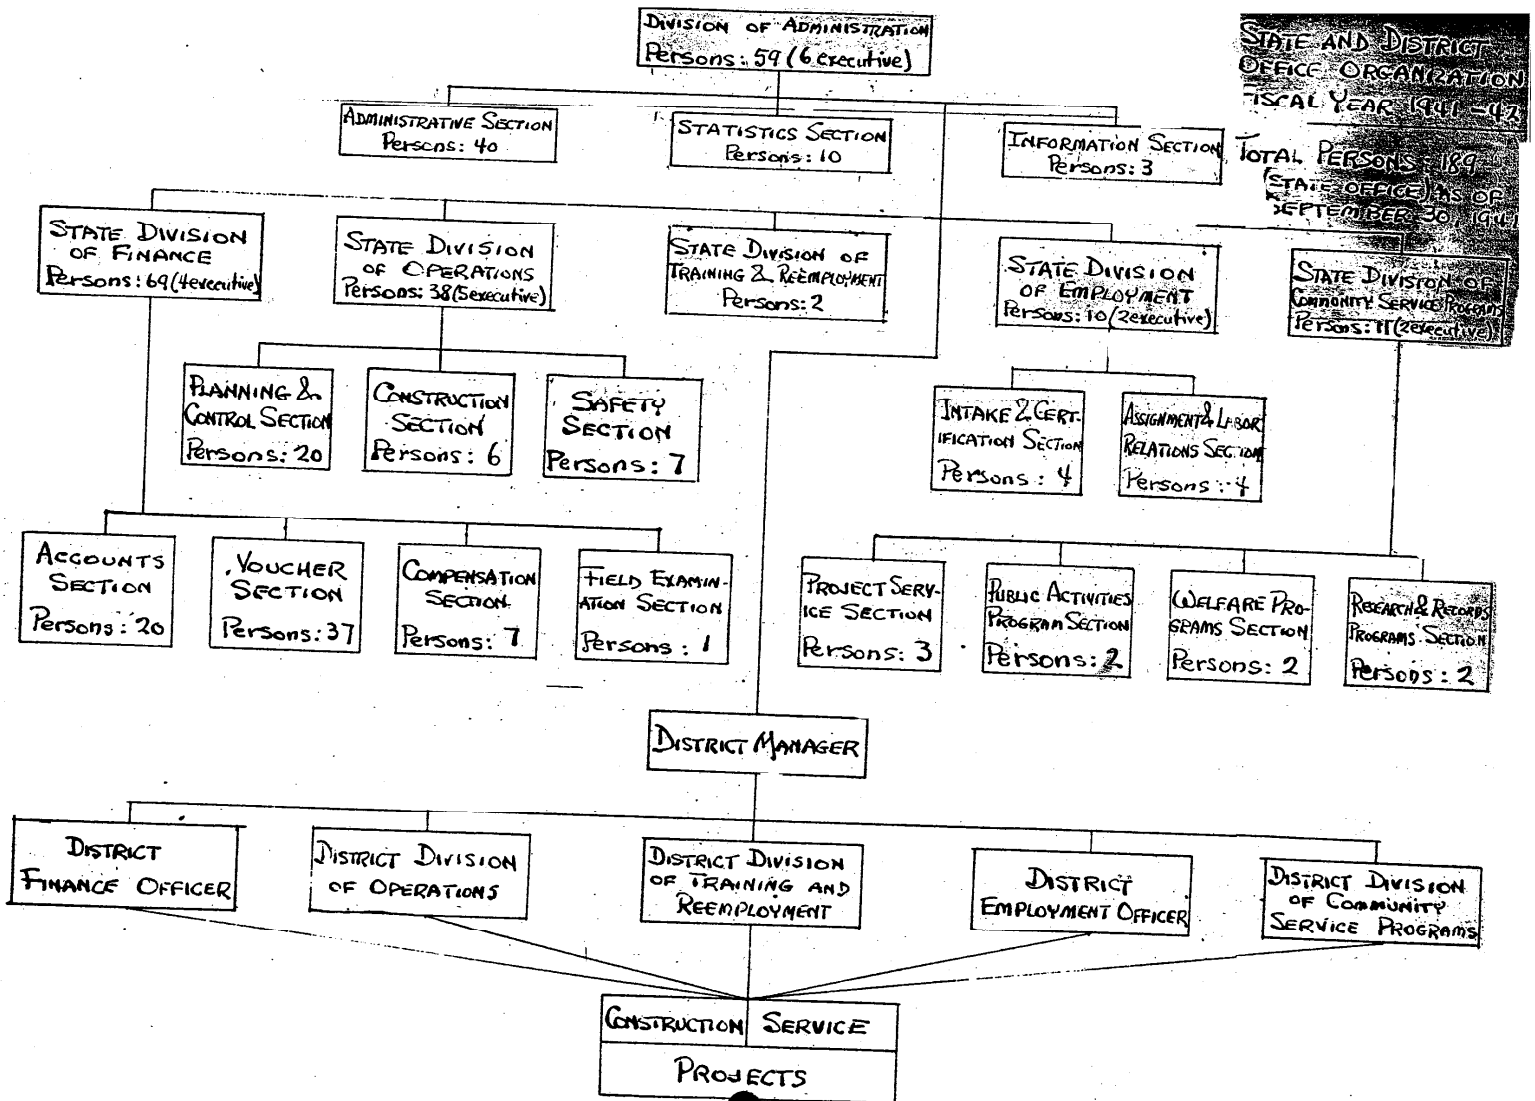 DIVISION OF ADMINISTRATION
Persons: 59 (6 executive)
STATE AND DISTRICT
OFFICE ORGANIZATION
FISCAL YEAR 1941-42
TOTAL PERSONS: 189
(STATE OFFICE) AS OF
SEPTEMBER 30, 1941
ADMINISTRATIVE SECTION
Persons: 40
STATISTICS SECTION
Persons: 10
INFORMATION SECTION
Persons: 3
STATE DIVISION
OF FINANCE
Persons: 69 (4 executive)
STATE DIVISION
OF OPERATIONS
Persons: 38 (5 executive)
STATE DIVISION OF
TRAINING & REEMPLOYMENT
Persons: 2
STATE DIVISION
OF EMPLOYMENT
Persons: 10 (2 executive)
STATE DIVISION OF
COMMUNITY SERVICE PROGRAMS
Persons: 11 (2 executive)
PLANNING &
CONTROL SECTION
Persons: 20
CONSTRUCTION
SECTION
Persons: 6
SAFETY
SECTION
Persons: 7
INTAKE & CERT-
IFICATION SECTION
Persons: 4
ASSIGNMENT & LABOR
RELATIONS SECTION
Persons: 4
ACCOUNTS
SECTION
Persons: 20
VOUCHER
SECTION
Persons: 37
COMPENSATION
SECTION
Persons: 7
FIELD EXAMIN-
ATION SECTION
Persons: 1
PROJECT SERV-
ICE SECTION
Persons: 3
PUBLIC ACTIVITIES
PROGRAM SECTION
Persons: 2
WELFARE PRO-
GRAMS SECTION
Persons: 2
RESEARCH & RECORDS
PROGRAMS SECTION
Persons: 2
DISTRICT MANAGER
DISTRICT
FINANCE OFFICER
DISTRICT DIVISION
OF OPERATIONS
DISTRICT DIVISION
OF TRAINING AND
REEMPLOYMENT
DISTRICT
EMPLOYMENT OFFICER
DISTRICT DIVISION
OF COMMUNITY
SERVICE PROGRAMS
CONSTRUCTION SERVICE
PROJECTS